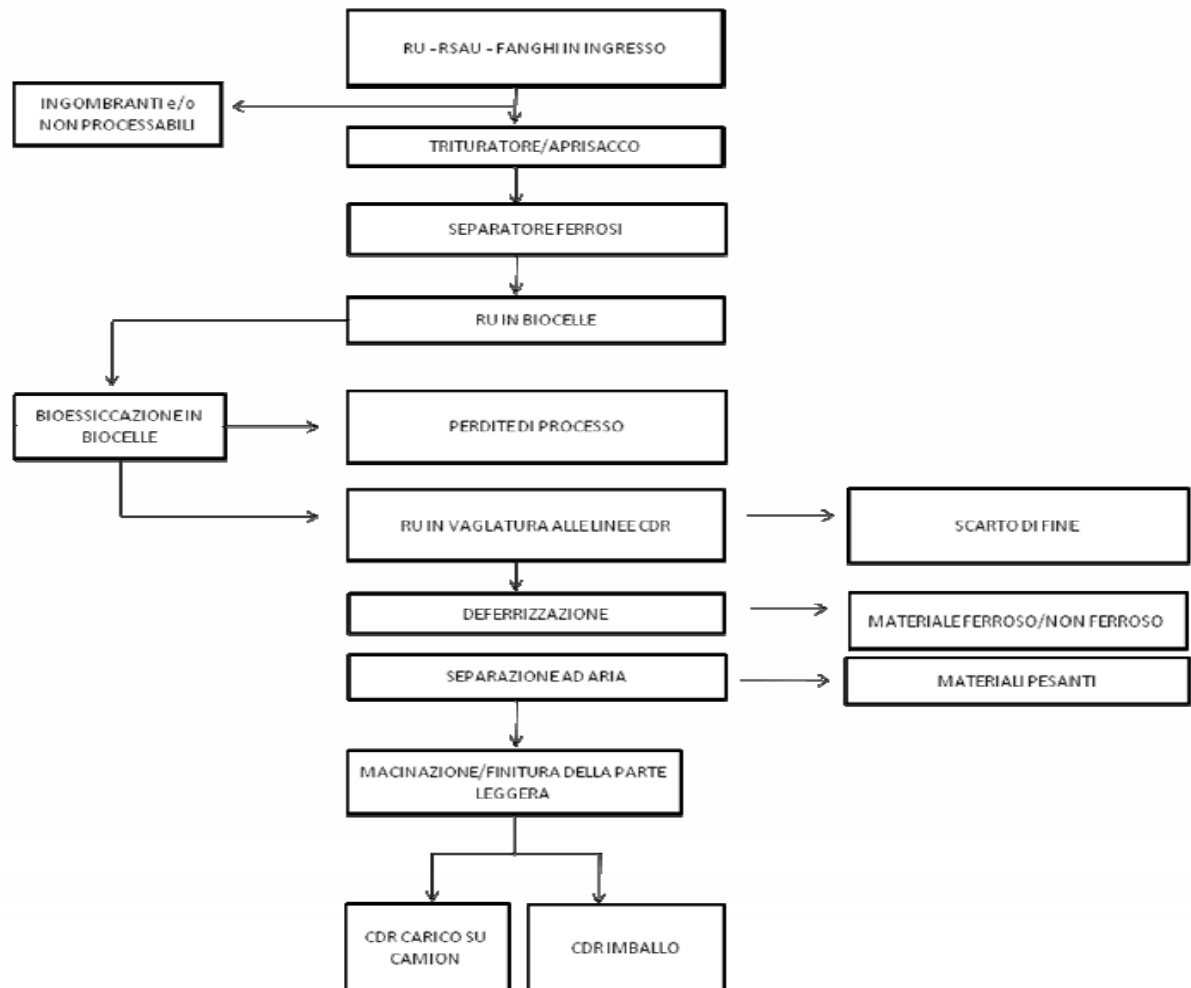 RU - RSAU - FANGHI IN INGRESSO
INGOMBRANTI e/o
NON PROCESSABILI
TRITURATORE/APRISACCO
SEPARATORE FERROSI
RU IN BIOCELLE
BIOESSICCAZIONE IN
BIOCELLE
PERDITE DI PROCESSO
RU IN VAGLATURA ALLE LINEE CDR
SCARTO DI FINE
DEFERRIZZAZIONE
MATERIALE FERROSO/NON FERROSO
SEPARAZIONE AD ARIA
MATERIALI PESANTI
MACINAZIONE/FINITURA DELLA PARTE
LEGGERA
CDR CARICO SU
CAMION
CDR IMBALLO